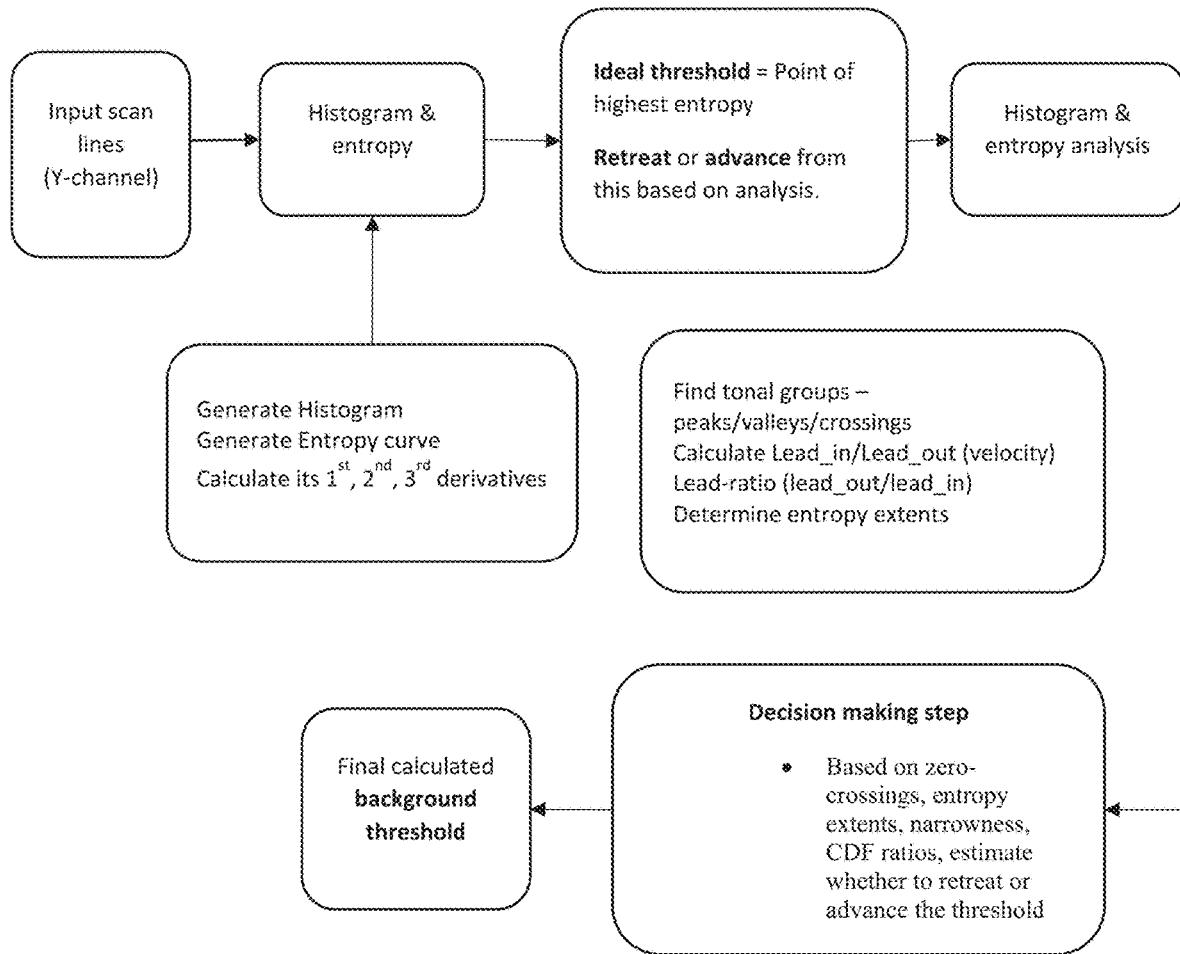 Input scan
lines
(Y-channel)
Histogram &
entropy
Ideal threshold = Point of
highest entropy
Retreat or advance from
this based on analysis.
Histogram &
entropy analysis
Generate Histogram
Generate Entropy curve
Calculate its 1st, 2nd, 3rd derivatives
Find tonal groups –
peaks/valleys/crossings
Calculate Lead_in/Lead_out (velocity)
Lead-ratio (lead_out/lead_in)
Determine entropy extents
Final calculated
background
threshold
Decision making step
• Based on zero-
crossings, entropy
extents, narrowness,
CDF ratios, estimate
whether to retreat or
advance the threshold